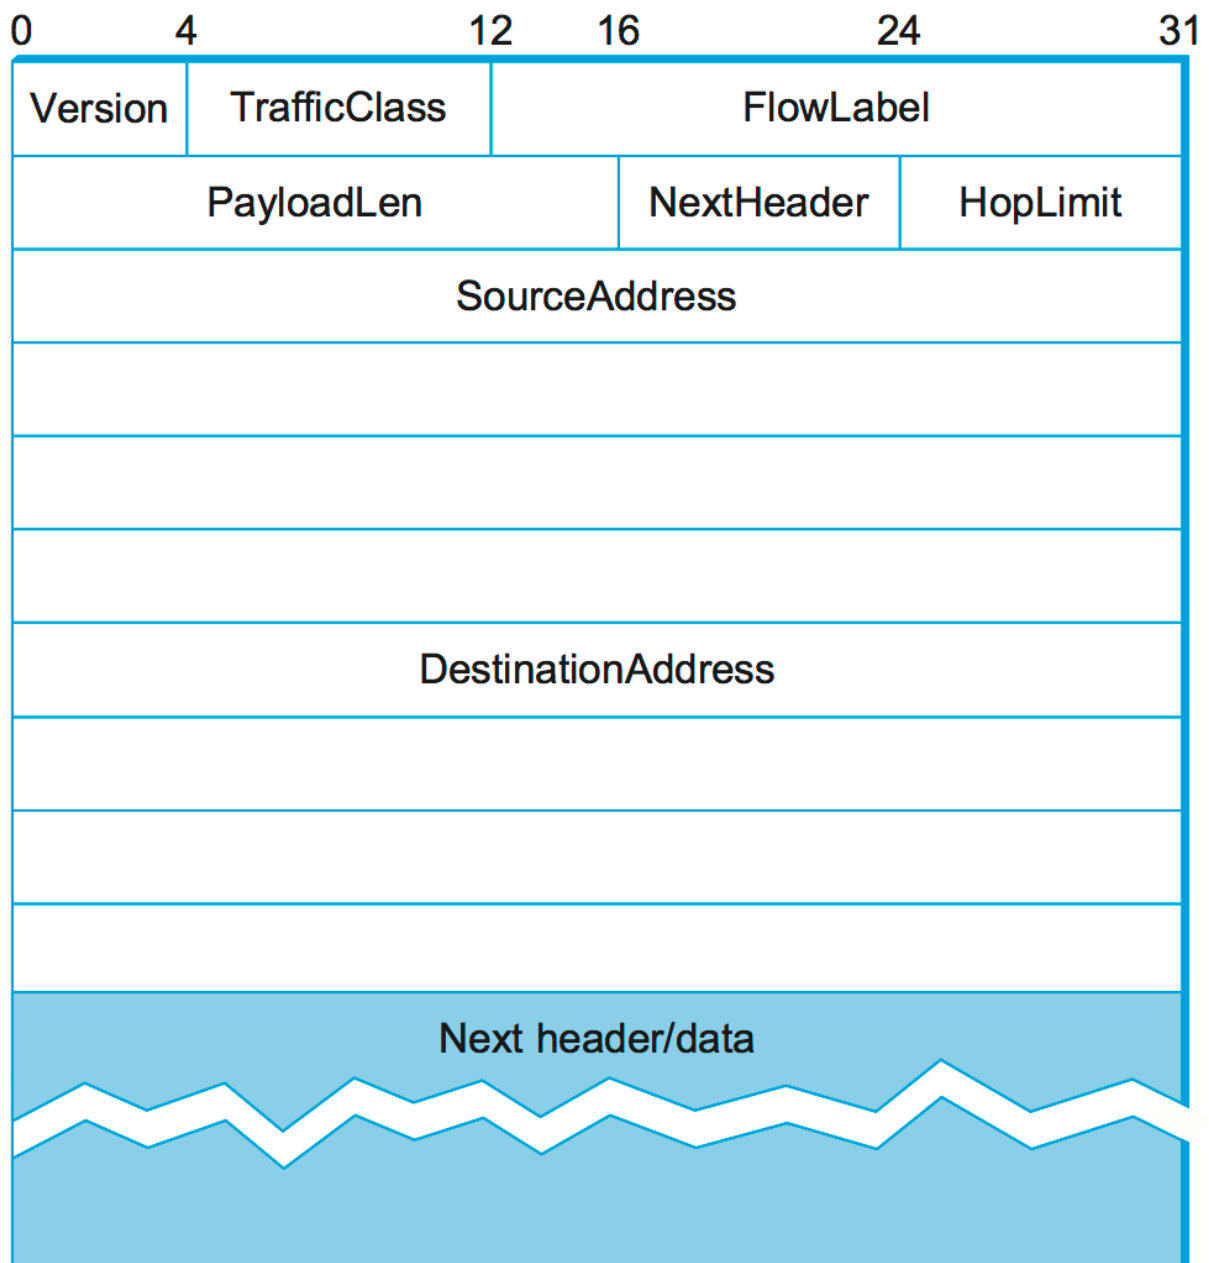 0 4 12 16 24 31
Version TrafficClass FlowLabel
PayloadLen NextHeader HopLimit
SourceAddress
DestinationAddress
Next header/data